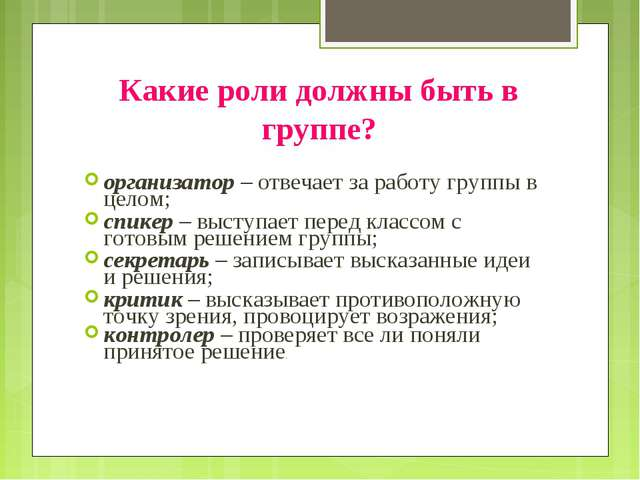 Какие роли должны быть в
группе?
организатор – отвечает за работу группы в
целом;
спикер – выступает перед классом с
готовым решением группы;
секретарь – записывает высказанные идеи
и решения;
критик – высказывает противоположную
точку зрения, провоцирует возражения;
контролер – проверяет все ли поняли
принятое решение.